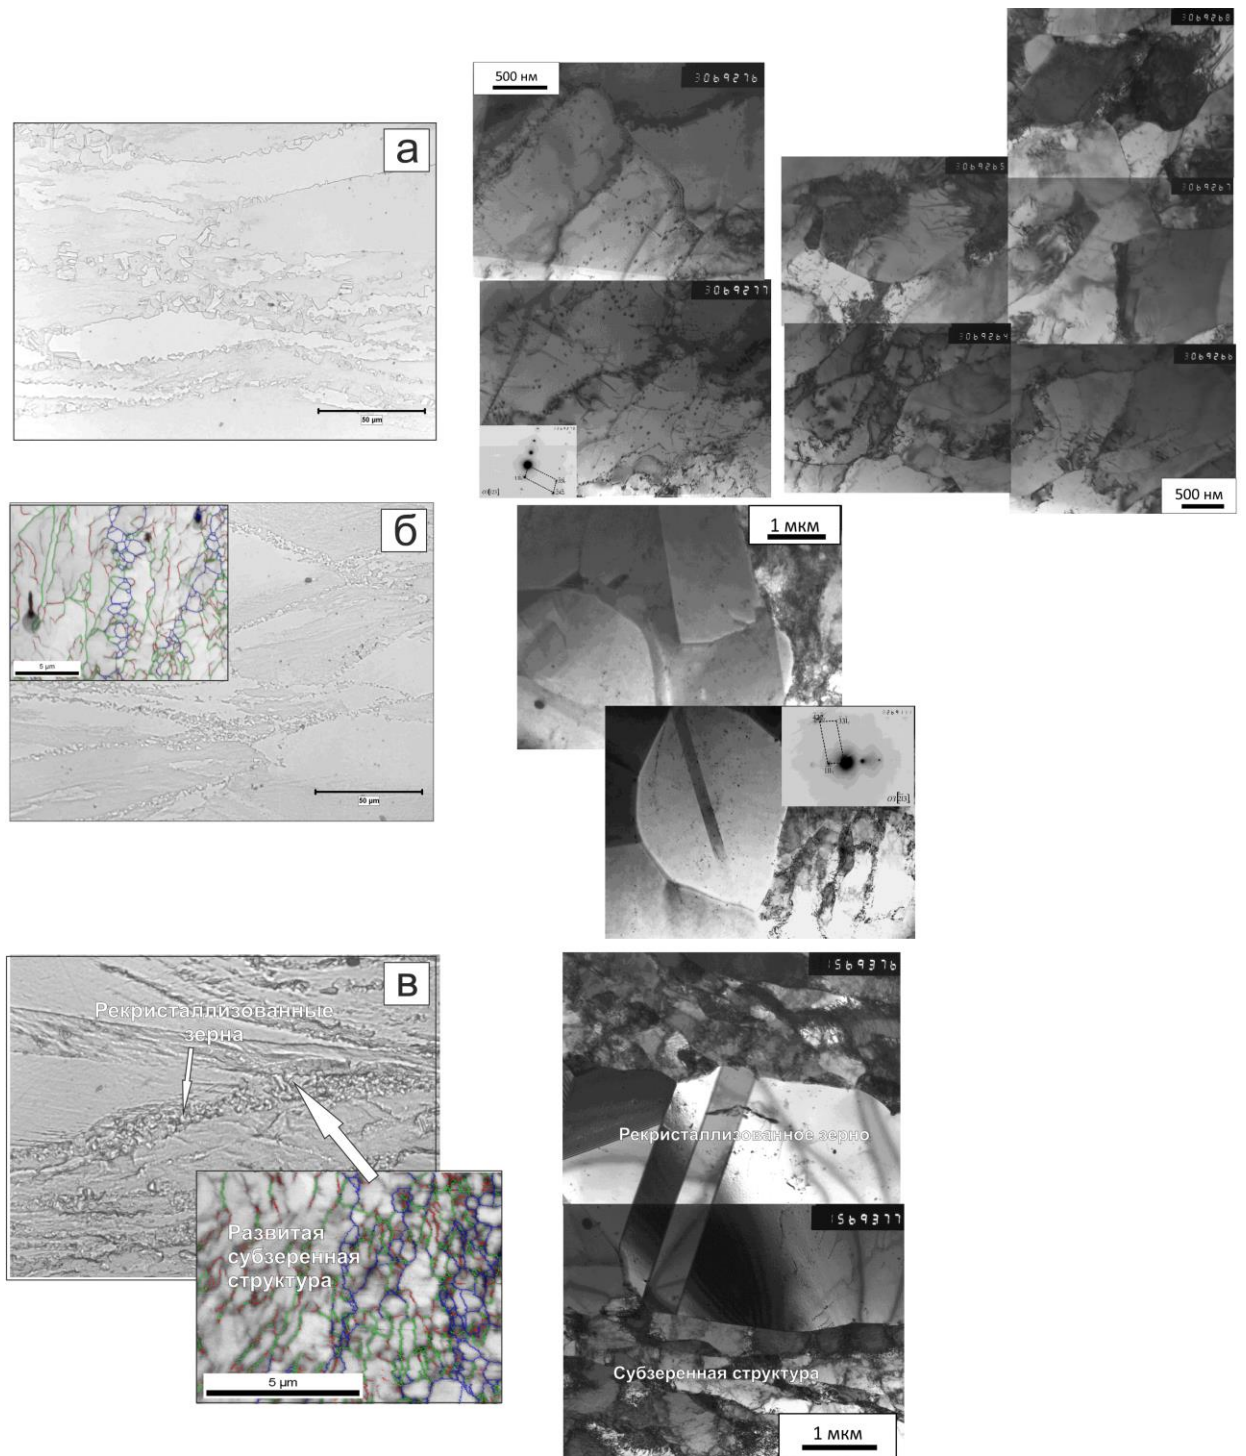 а
50 µm
500 нм
3069276
3069277
3069265
3069264
3069268
3069267
3069266
500 нм
б
5 µm
50 µm
1 мкм
в
Рекристаллизованные
зерна
Развитая
субзеренная
структура
5 µm
1569376
Рекристаллизованное зерно
1569377
Субзеренная структура
1 мкм